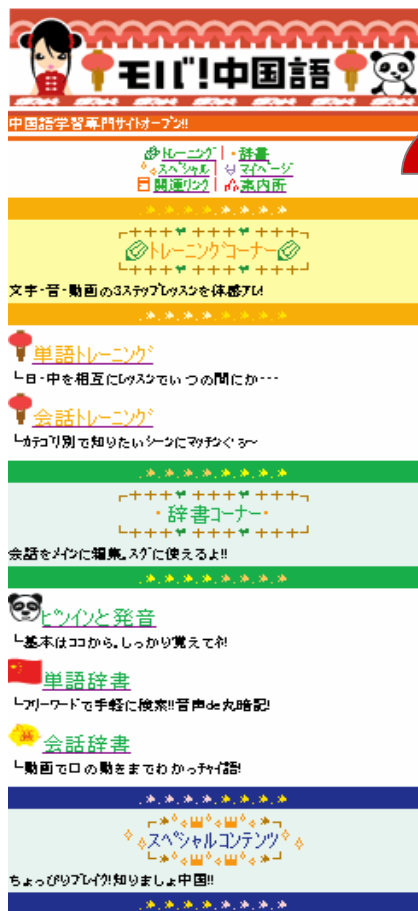 モバ!中国語
中国語学習専門ｻｲﾄｵｰﾌﾟﾝ!!
ﾄﾚｰﾆﾝｸﾞ|・辞書
ｽﾍﾟｼｬﾙ|ﾏｲﾍﾟｰｼﾞ
関連ﾘﾝｸ|案内所
ﾄﾚｰﾆﾝｸﾞｺｰﾅｰ
文字・音・動画の3ｽﾃｯﾌﾟﾚｯｽﾝを体感ｱﾚ!
単語ﾄﾚｰﾆﾝｸﾞ
└日・中を相互にﾚｯｽﾝでいつの間にか･･･
会話ﾄﾚｰﾆﾝｸﾞ
└ｶﾃｺﾞﾘ別で知りたいｼｰﾝにﾏｯﾁﾝぐぅ～
・辞書ｺｰﾅｰ・
会話をﾒｲﾝに編集｡ｽｸﾞに使えるよ!!
ﾋﾟﾝｲﾝと発音
└基本はｺｺから｡しっかり覚えてﾈ!
単語辞書
└ﾌﾘｰﾜｰﾄﾞで手軽に検索!!音声de丸暗記!
会話辞書
└動画で口の動きまでわかっﾁｬｲ語!
ｽﾍﾟｼｬﾙｺﾝﾃﾝﾂ
ちょっぴりﾌﾞﾚｲｸ!知りましょ中国!!